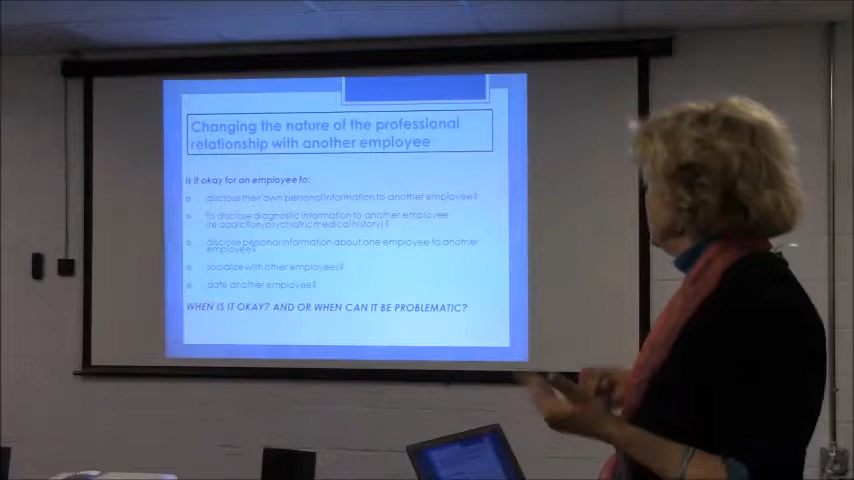 Changing the nature of the professional
relationship with another employee
Is it okay for an employee to:
disclose their own personal information to another employee?
to disclose diagnostic information to another employee
(re addiction/psychiatric medical history)?
disclose personal information about one employee to another
employee?
socialize with other employees?
date another employee?
WHEN IS IT OKAY? AND OR WHEN CAN IT BE PROBLEMATIC?